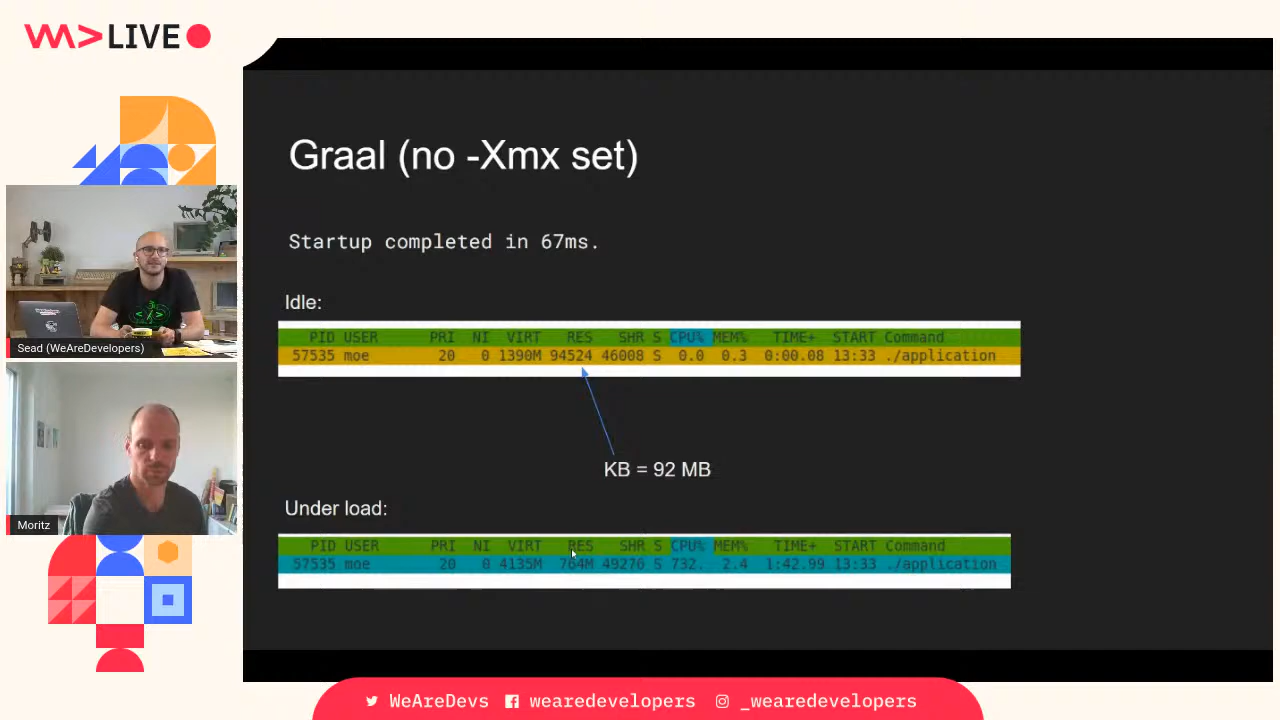 LIVE
Graal (no -Xmx set)
Startup completed in 67ms.
Idle:
PID USER PRI NI VIRT RES SHR S CPU% MEM% TIME+ START Command
57535 moe 20 0 1390M 94524 46008 S 0.0 0.3 0:00.08 13:33 ./application
KB = 92 MB
Under load:
PID USER PRI NI VIRT RES SHR S CPU% MEM% TIME+ START Command
57535 moe 20 0 4135M 764M 49276 S 732. 2.4 1:42.99 13:33 ./application
Sead (WeAreDevelopers)
Moritz
WeAreDevs wearedevelopers _wearedevelopers